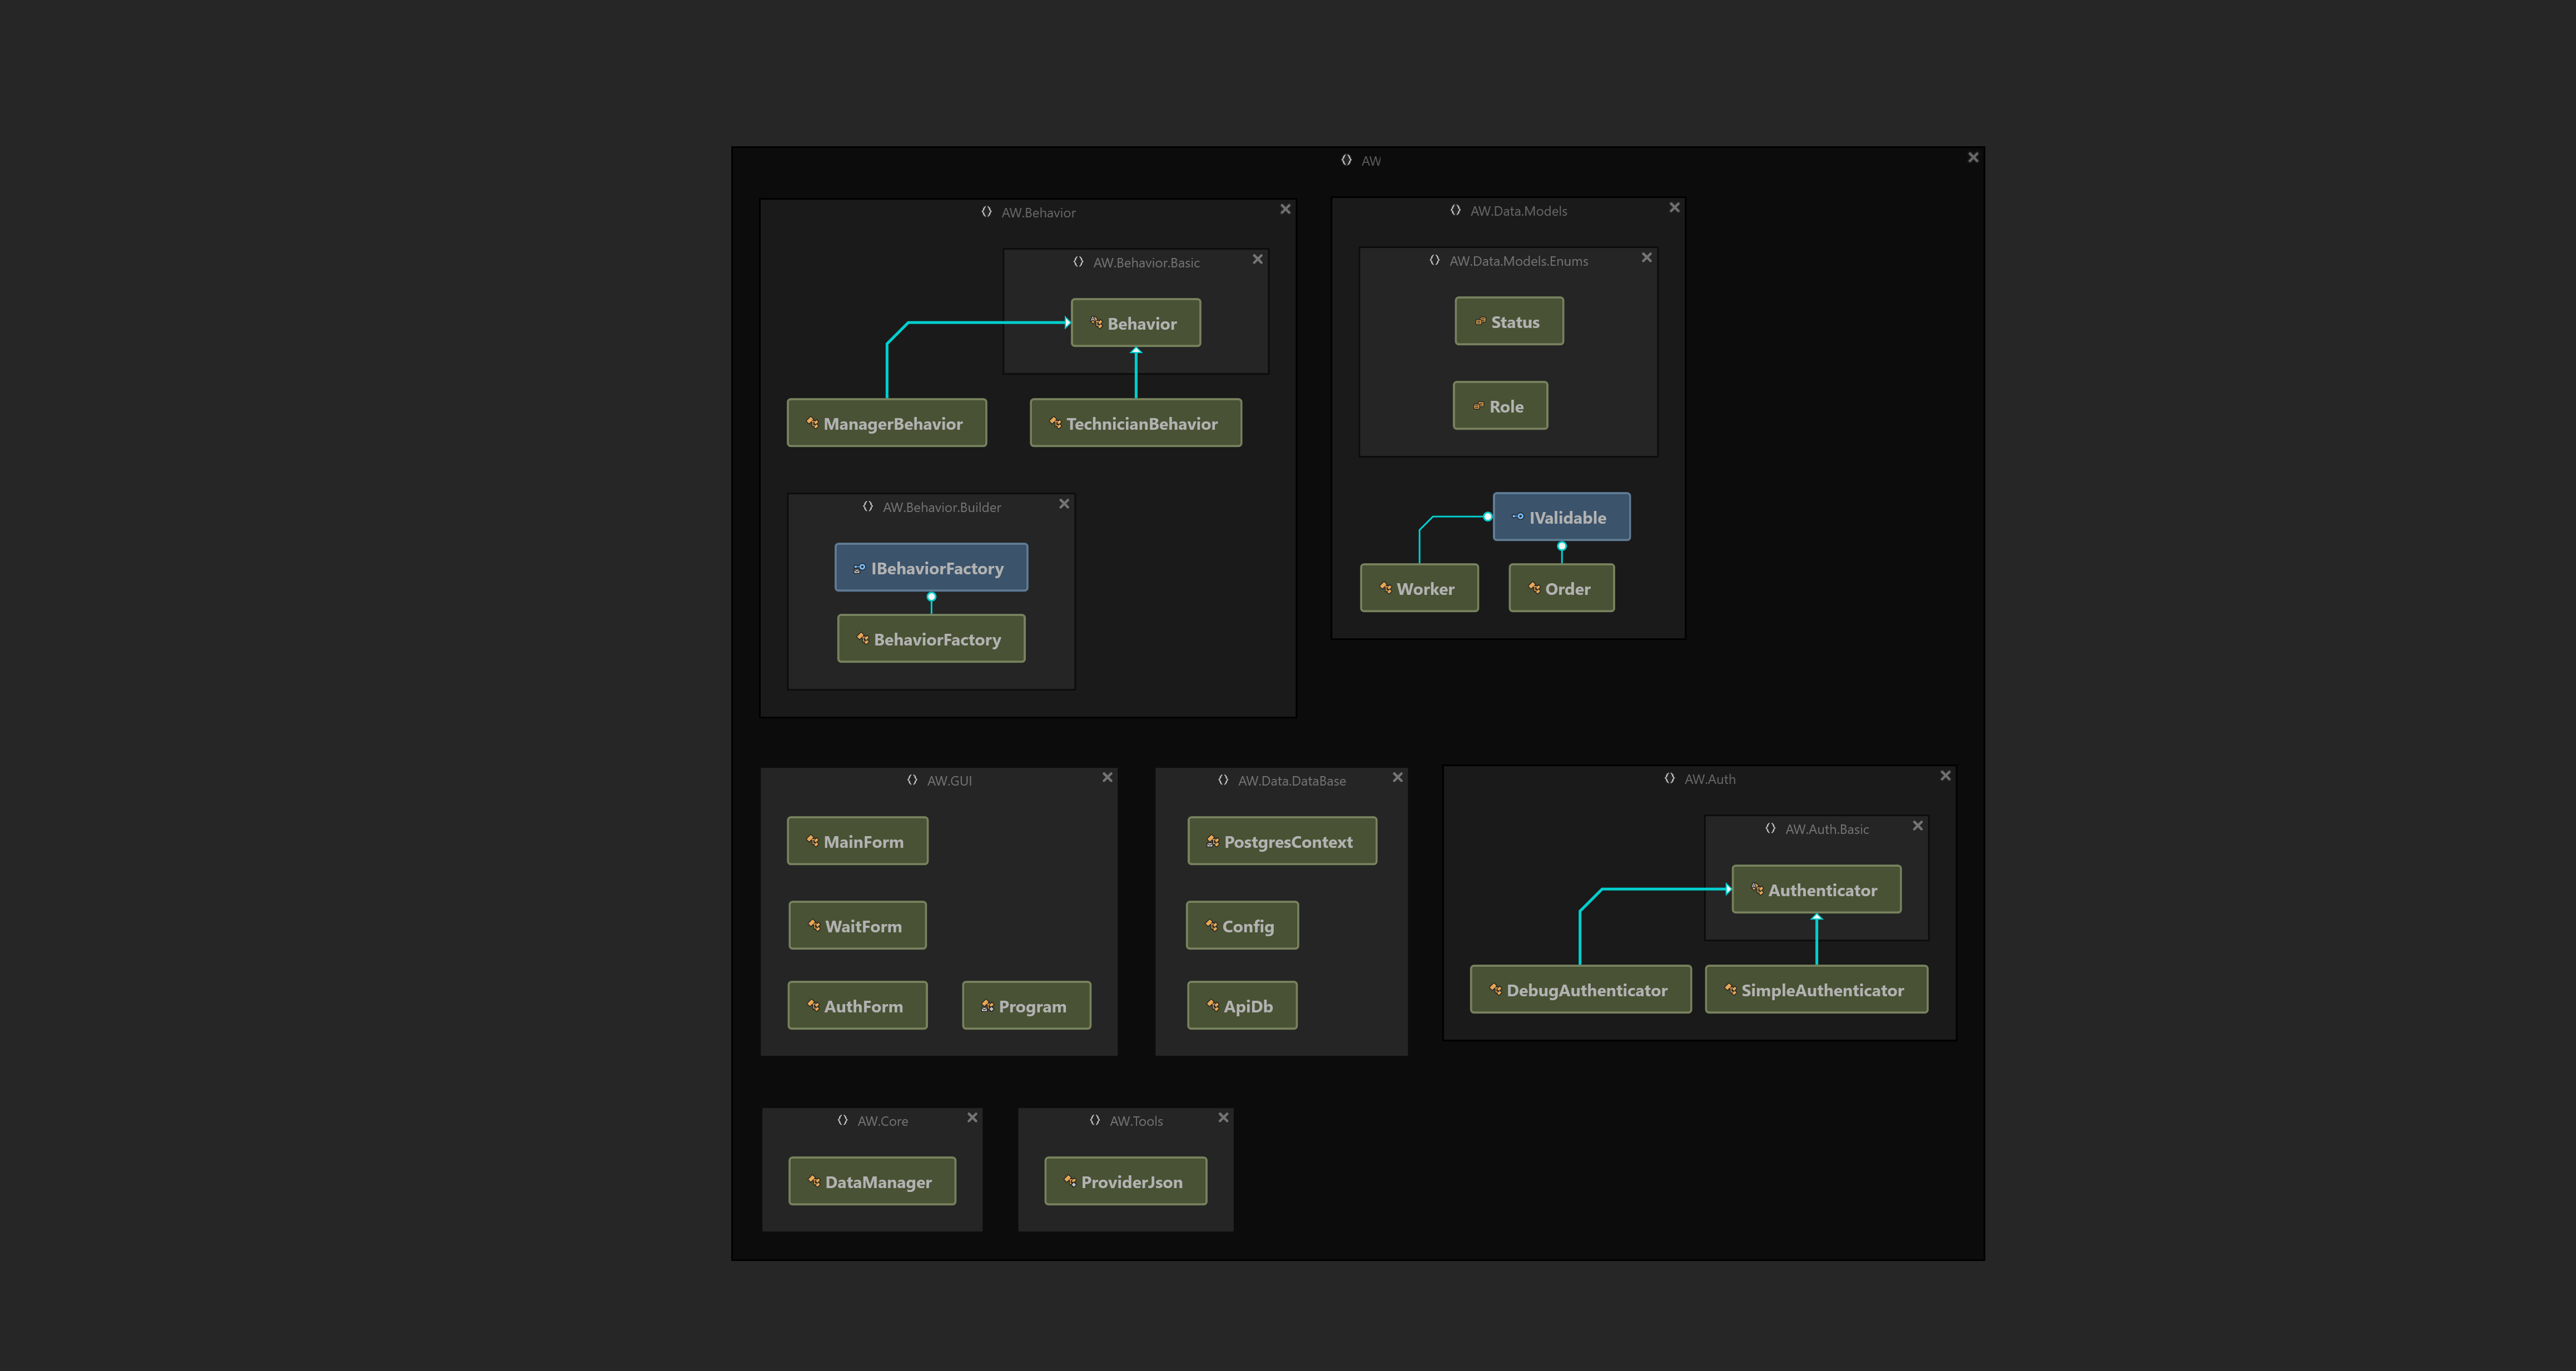 AW
AW.Behavior
AW.Behavior.Basic
Behavior
ManagerBehavior
TechnicianBehavior
AW.Behavior.Builder
IBehaviorFactory
BehaviorFactory
AW.Data.Models
AW.Data.Models.Enums
Status
Role
IValidable
Worker
Order
AW.GUI
MainForm
WaitForm
AuthForm
Program
AW.Data.DataBase
PostgresContext
Config
ApiDb
AW.Auth
AW.Auth.Basic
Authenticator
DebugAuthenticator
SimpleAuthenticator
AW.Core
DataManager
AW.Tools
ProviderJson